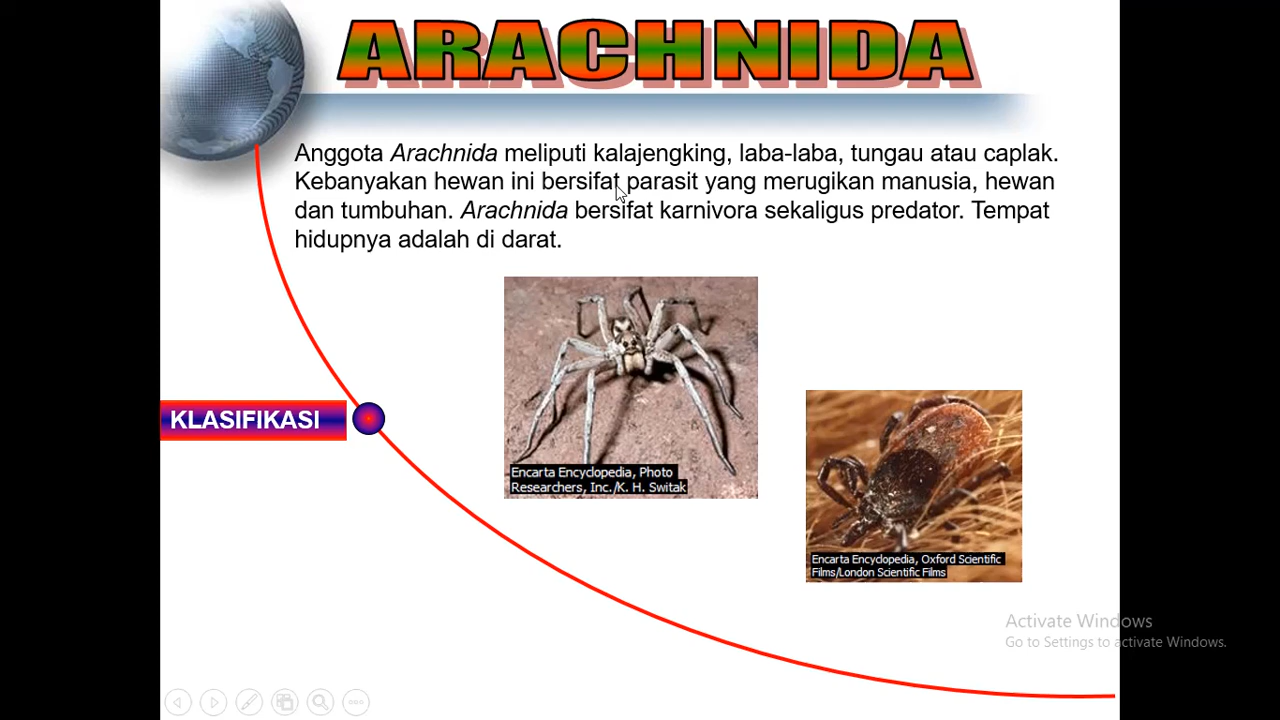 ARACHNIDA
Anggota Arachnida meliputi kalajengking, laba-laba, tungau atau caplak.
Kebanyakan hewan ini bersifat parasit yang merugikan manusia, hewan
dan tumbuhan. Arachnida bersifat karnivora sekaligus predator. Tempat
hidupnya adalah di darat.
KLASIFIKASI
Encarta Encyclopedia, Photo
Researchers, Inc./K. H. Switak
Encarta Encyclopedia, Oxford Scientific
Films/London Scientific Films
Activate Windows
Go to Settings to activate Windows.